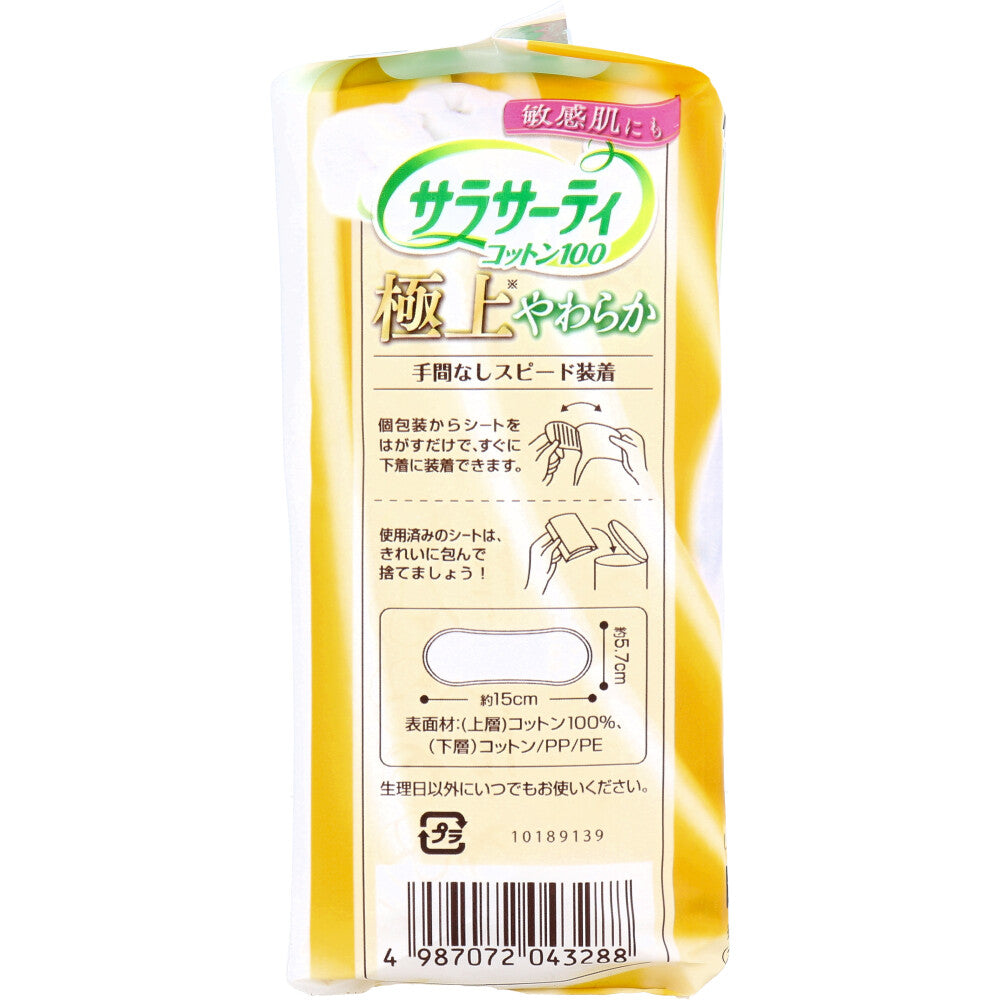 敏感肌にも
サラサーティ
コットン100
極上※やわらか
手間なしスピード装着
個包装からシートを
はがすだけで、すぐに
下着に装着できます。
使用済みのシートは、
きれいに包んで
捨てましょう！
約5.7cm
約15cm
表面材:(上層)コットン100%、
(下層)コットン/PP/PE
生理日以外にいつでもお使いください。
プラ
10189139
4 987072 043288